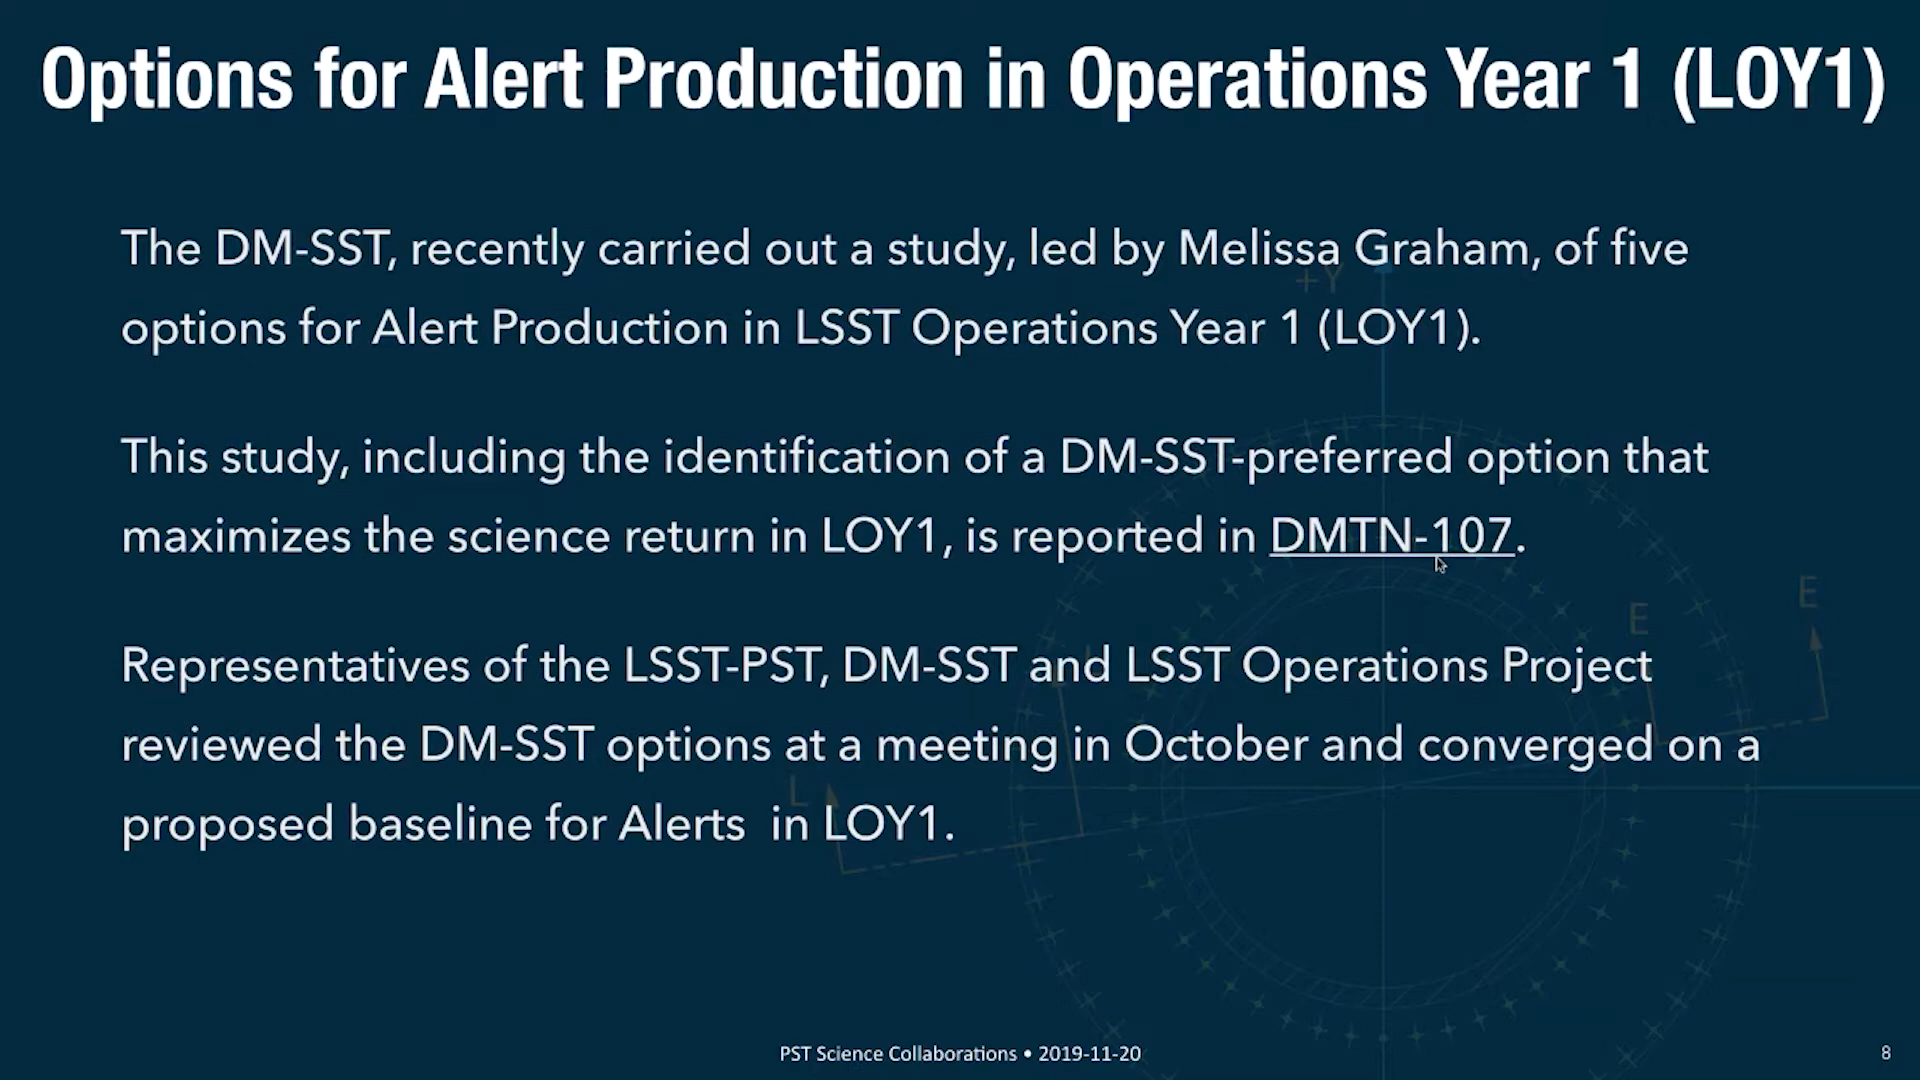 Options for Alert Production in Operations Year 1 (LOY1)
The DM-SST, recently carried out a study, led by Melissa Graham, of five
options for Alert Production in LSST Operations Year 1 (LOY1).
This study, including the identification of a DM-SST-preferred option that
maximizes the science return in LOY1, is reported in DMTN-107.
Representatives of the LSST-PST, DM-SST and LSST Operations Project
reviewed the DM-SST options at a meeting in October and converged on a
proposed baseline for Alerts  in LOY1.
+Y
E
E
L
PST Science Collaborations • 2019-11-20
8